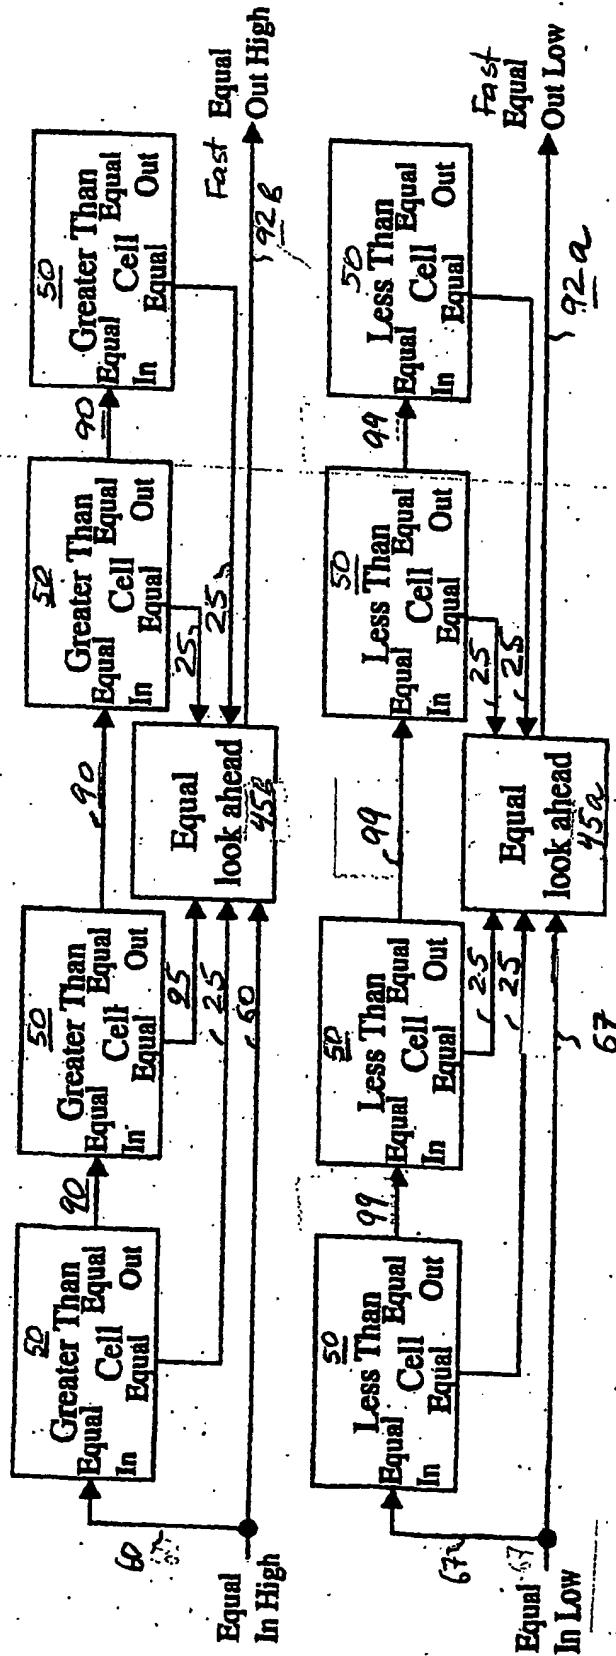 Equal
In High
60
50
Greater Than
Equal Equal
Cell
In Out
Equal
90
50
Greater Than
Equal Equal
Cell
In Out
Equal
25
25
60
90
Equal
look ahead
45b
50
Greater Than
Equal Equal
Cell
In Out
Equal
25
25
90
50
Greater Than
Equal Equal
Cell
In Out
Equal
Fast Equal
Out High
92b
Equal 67
In Low
67
50
Less Than
Equal Equal
Cell
In Out
Equal
99
50
Less Than
Equal Equal
Cell
In Out
Equal
25
25
67
99
Equal
look ahead
45a
50
Less Than
Equal Equal
Cell
In Out
Equal
25
25
99
50
Less Than
Equal Equal
Cell
In Out
Equal
Fast
Equal
Out Low
92a